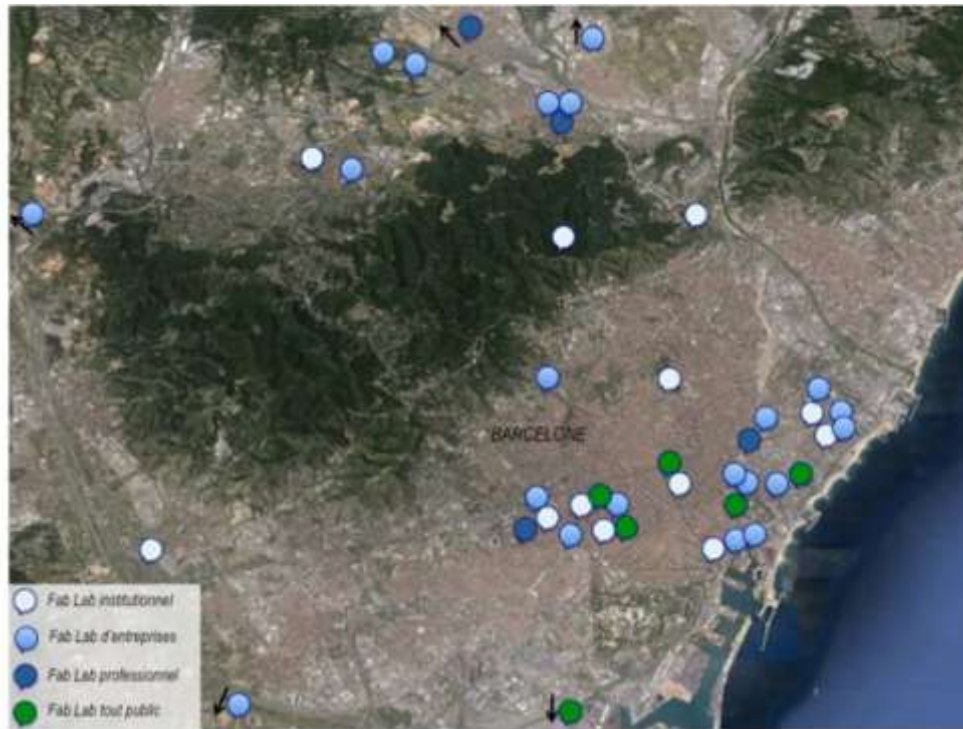 BARCELONE
Fab Lab institutionnel
Fab Lab d'entreprises
Fab Lab professionnel
Fab Lab tout public